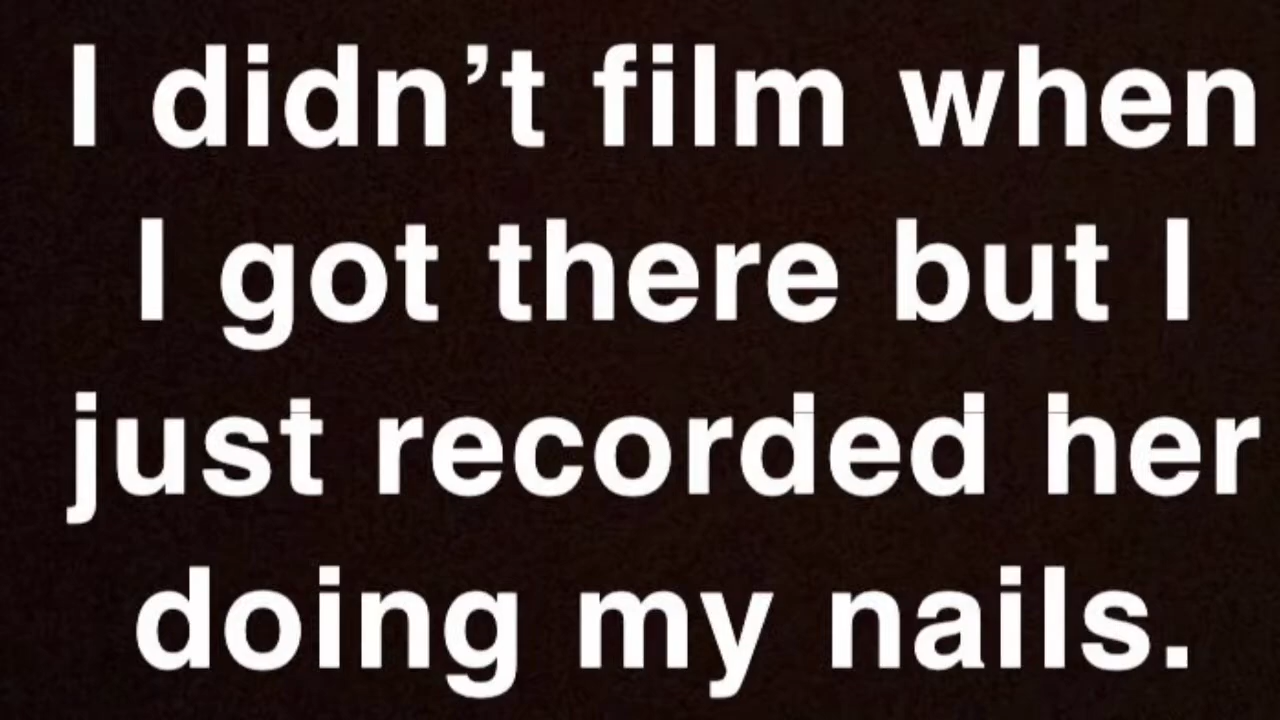 I didn’t film when
I got there but I
just recorded her
doing my nails.